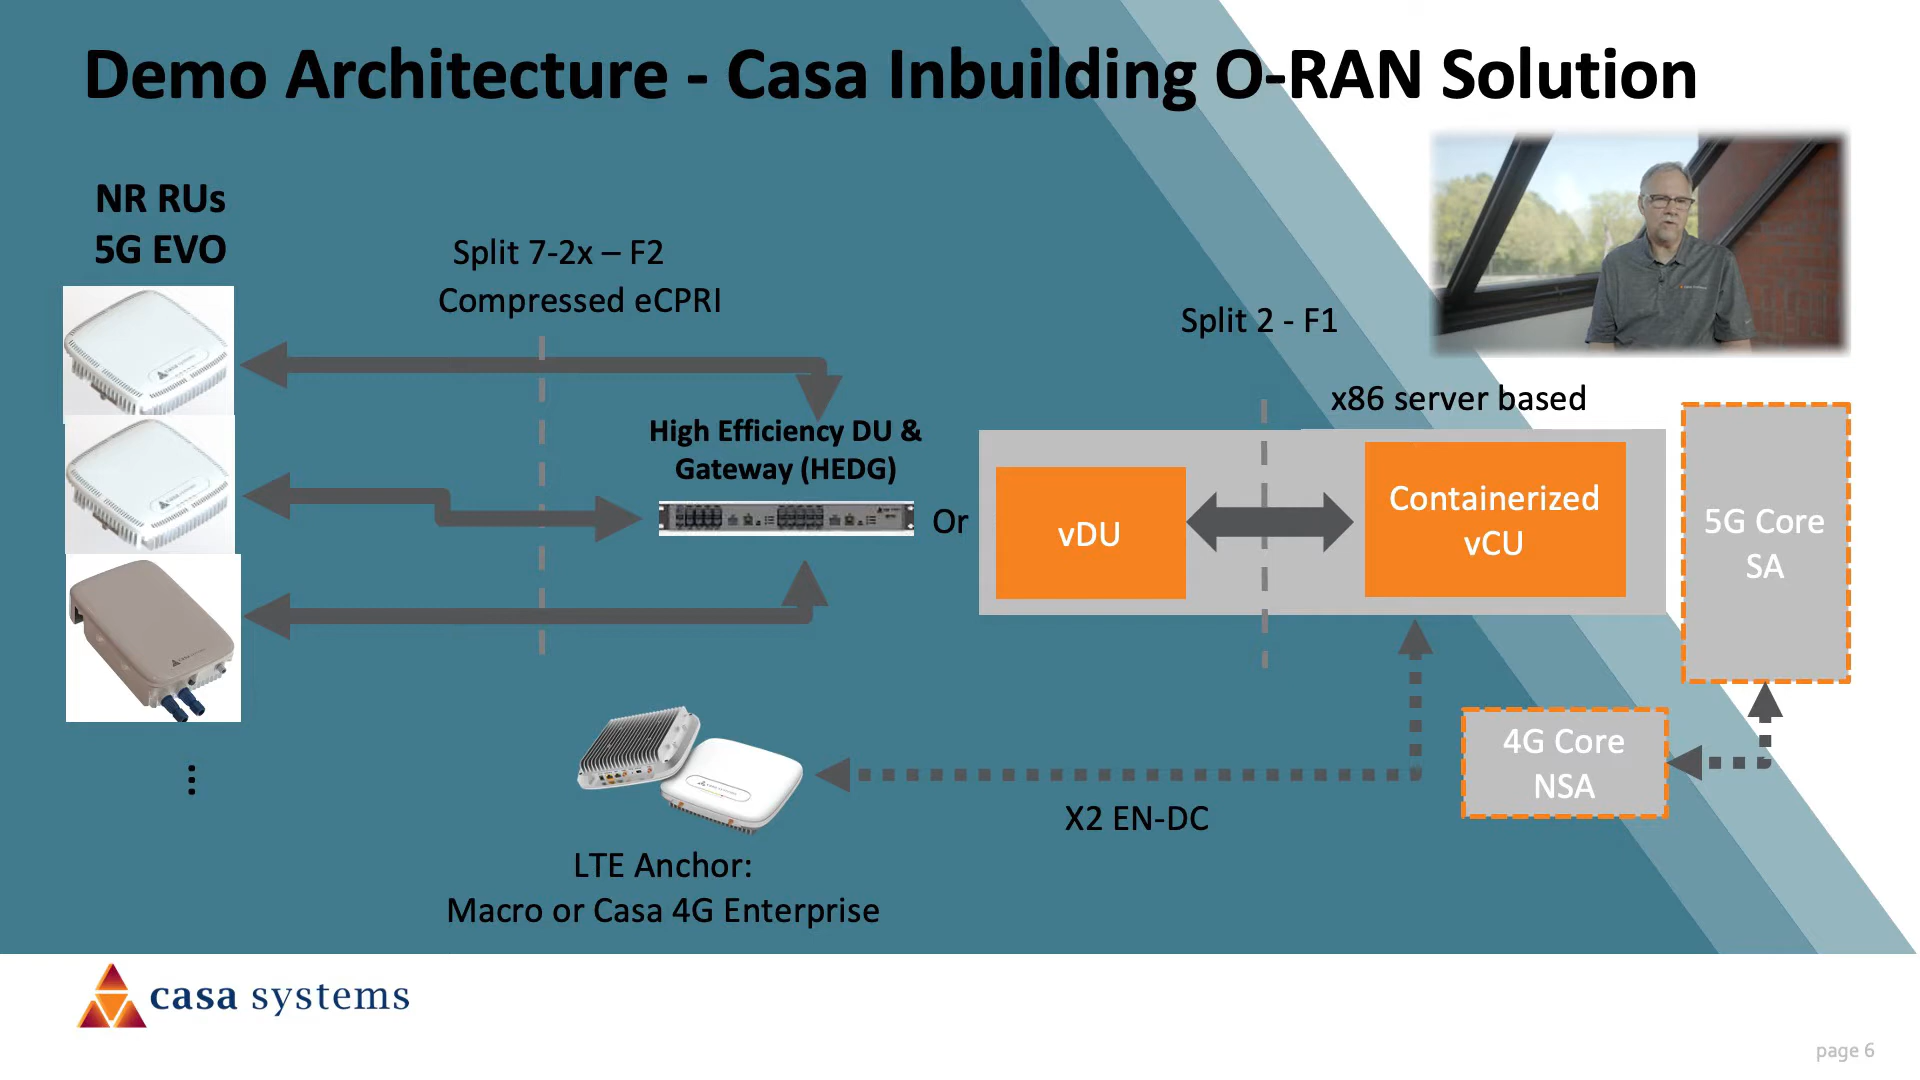 Demo Architecture - Casa Inbuilding O-RAN Solution
NR RUs
5G EVO
Split 7-2x – F2
Compressed eCPRI
Split 2 - F1
x86 server based
High Efficiency DU &
Gateway (HEDG)
Or
vDU
Containerized
vCU
5G Core
SA
4G Core
NSA
X2 EN-DC
LTE Anchor:
Macro or Casa 4G Enterprise
casa systems
page 6